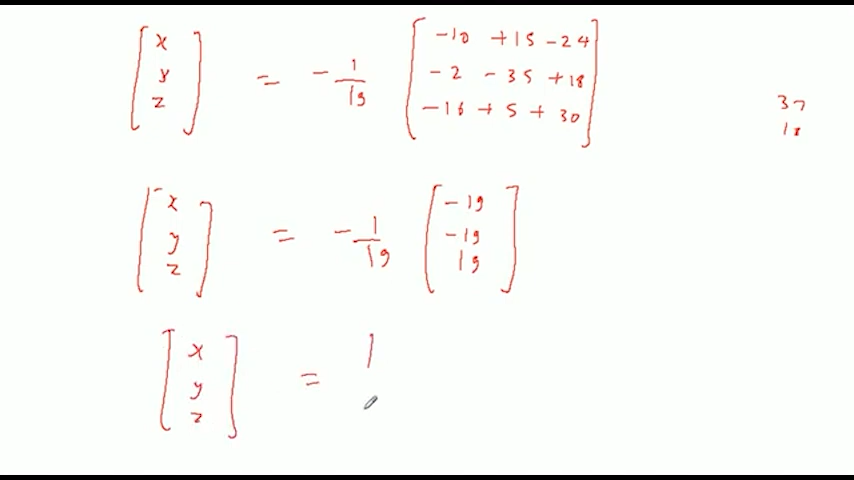 [x y z] = -1/19 [-10 +15 -24
-2 -35 +18
-16 +5 +30]
37
18
[x y z] = -1/19 [-19
-19
19]
[x y z] = 1